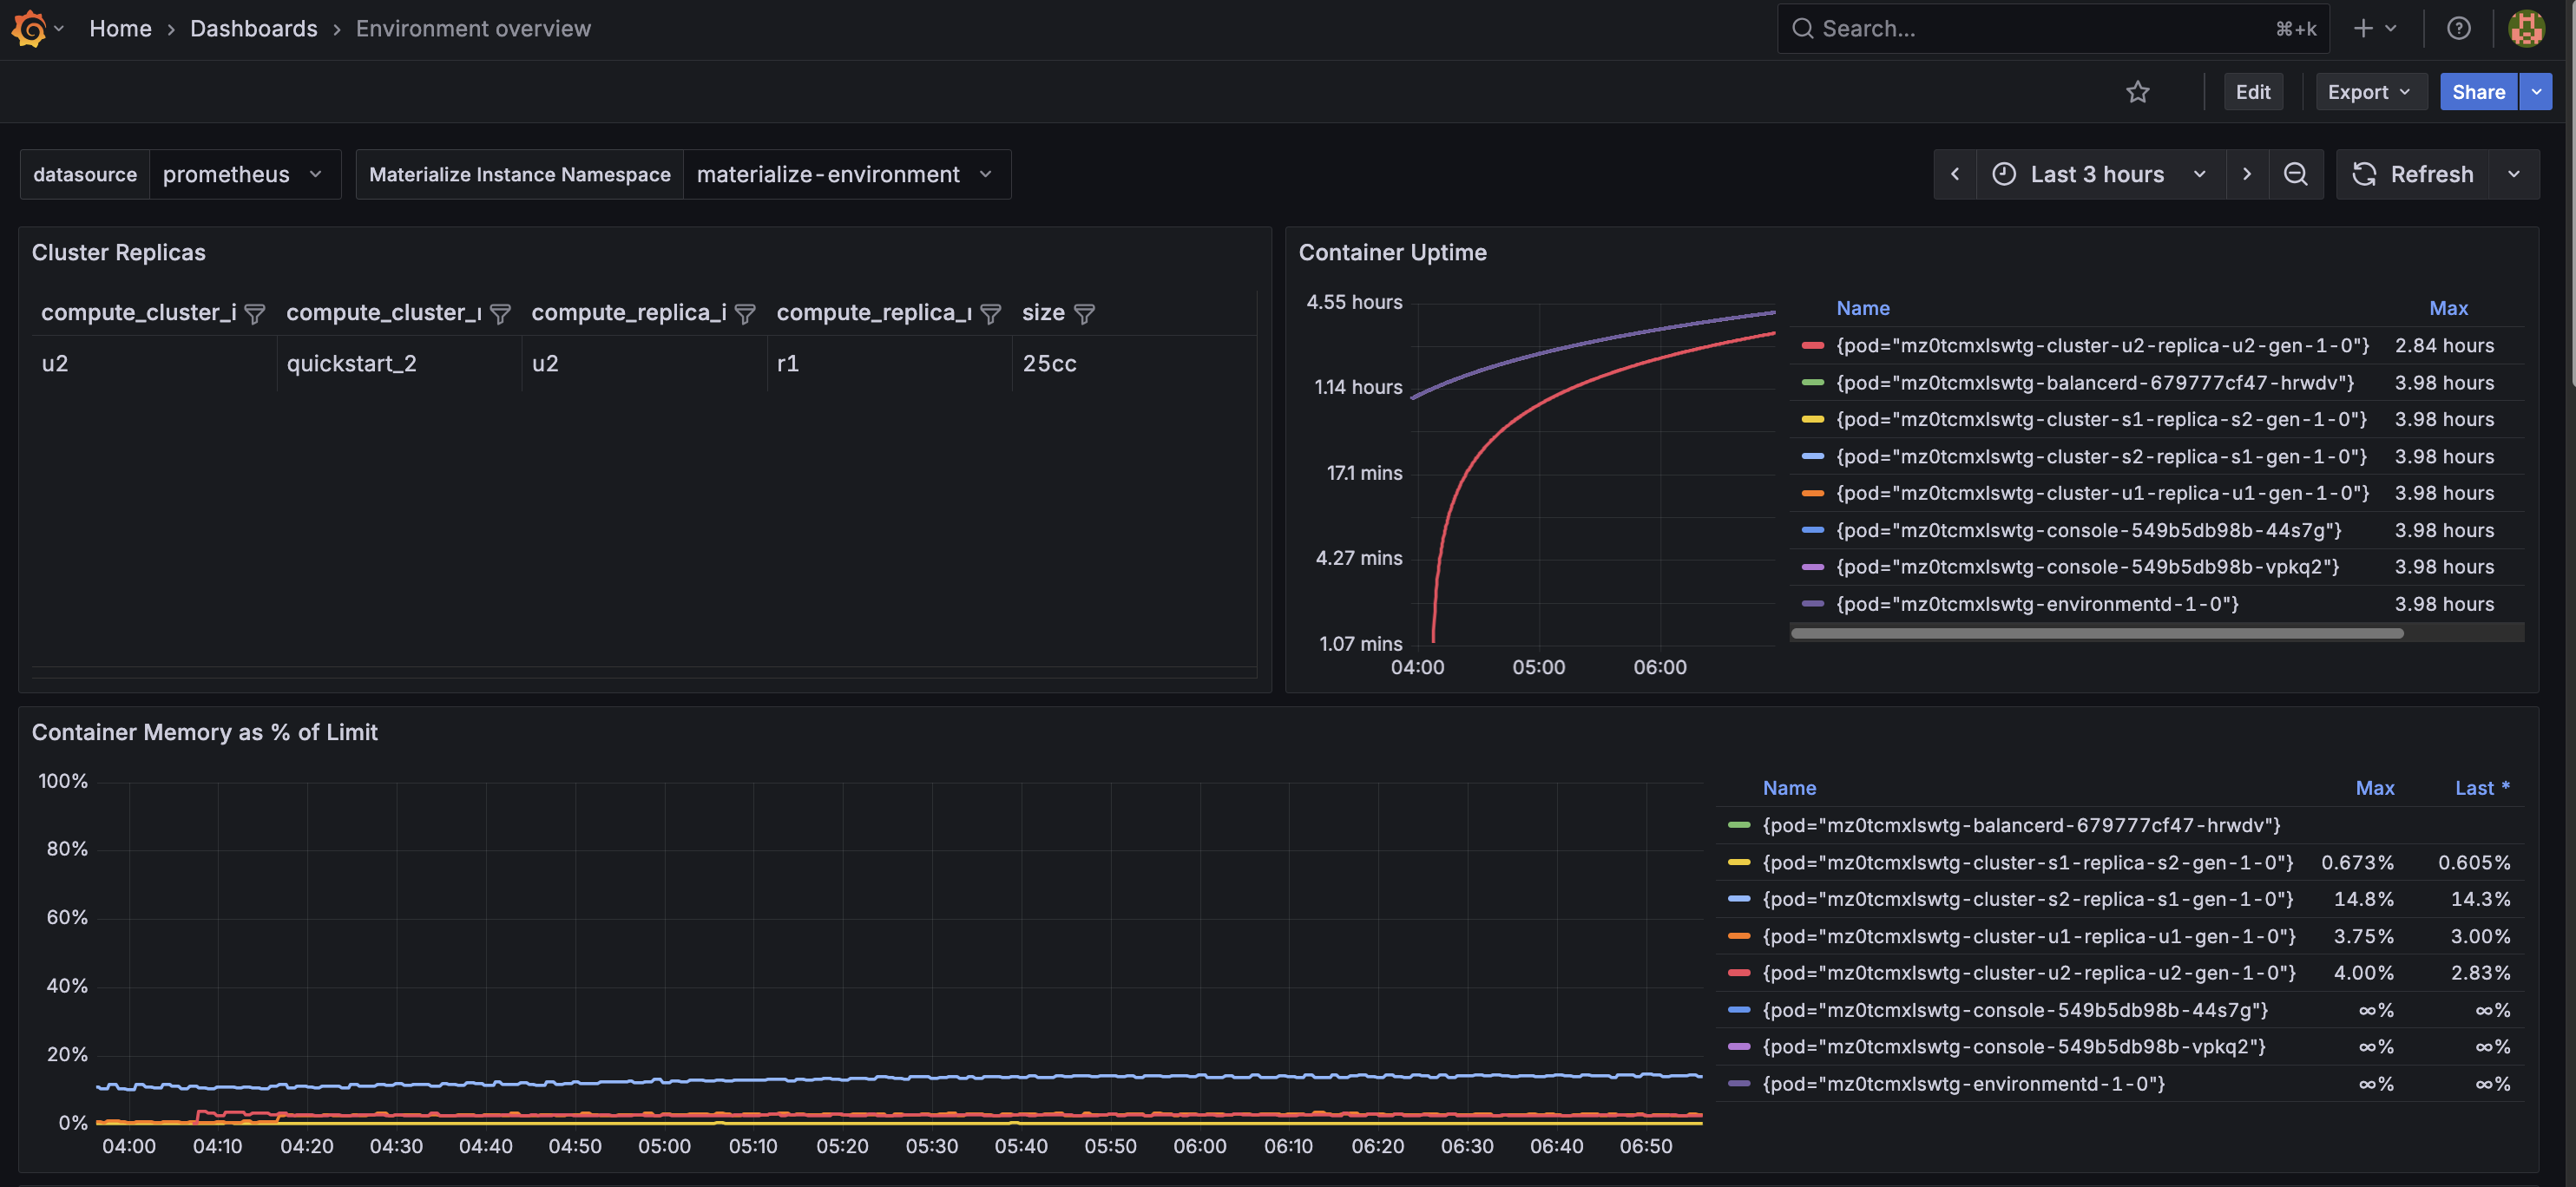 Home › Dashboards › Environment overview
Search... ⌘+k
Edit Export Share
datasource prometheus Materialize Instance Namespace materialize-environment
Last 3 hours Refresh
Cluster Replicas
compute_cluster_i compute_cluster_ compute_replica_i compute_replica_ size
u2 quickstart_2 u2 r1 25cc
Container Uptime
4.55 hours
1.14 hours
17.1 mins
4.27 mins
1.07 mins
04:00 05:00 06:00
Name Max
{pod="mz0tcmxlswtg-cluster-u2-replica-u2-gen-1-0"} 2.84 hours
{pod="mz0tcmxlswtg-balancerd-679777cf47-hrwdv"} 3.98 hours
{pod="mz0tcmxlswtg-cluster-s1-replica-s2-gen-1-0"} 3.98 hours
{pod="mz0tcmxlswtg-cluster-s2-replica-s1-gen-1-0"} 3.98 hours
{pod="mz0tcmxlswtg-cluster-u1-replica-u1-gen-1-0"} 3.98 hours
{pod="mz0tcmxlswtg-console-549b5db98b-44s7g"} 3.98 hours
{pod="mz0tcmxlswtg-console-549b5db98b-vpkq2"} 3.98 hours
{pod="mz0tcmxlswtg-environmentd-1-0"} 3.98 hours
Container Memory as % of Limit
100%
80%
60%
40%
20%
0%
04:00 04:10 04:20 04:30 04:40 04:50 05:00 05:10 05:20 05:30 05:40 05:50 06:00 06:10 06:20 06:30 06:40 06:50
Name Max Last *
{pod="mz0tcmxlswtg-balancerd-679777cf47-hrwdv"}
{pod="mz0tcmxlswtg-cluster-s1-replica-s2-gen-1-0"} 0.673% 0.605%
{pod="mz0tcmxlswtg-cluster-s2-replica-s1-gen-1-0"} 14.8% 14.3%
{pod="mz0tcmxlswtg-cluster-u1-replica-u1-gen-1-0"} 3.75% 3.00%
{pod="mz0tcmxlswtg-cluster-u2-replica-u2-gen-1-0"} 4.00% 2.83%
{pod="mz0tcmxlswtg-console-549b5db98b-44s7g"} ∞% ∞%
{pod="mz0tcmxlswtg-console-549b5db98b-vpkq2"} ∞% ∞%
{pod="mz0tcmxlswtg-environmentd-1-0"} ∞% ∞%